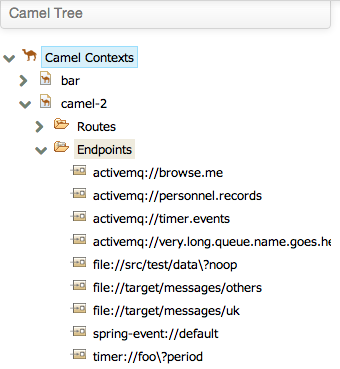 Camel Tree
Camel Contexts
bar
camel-2
Routes
Endpoints
activemq://browse.me
activemq://personnel.records
activemq://timer.events
activemq://very.long.queue.name.goes.he
file://src/test/data\?noop
file://target/messages/others
file://target/messages/uk
spring-event://default
timer://foo\?period